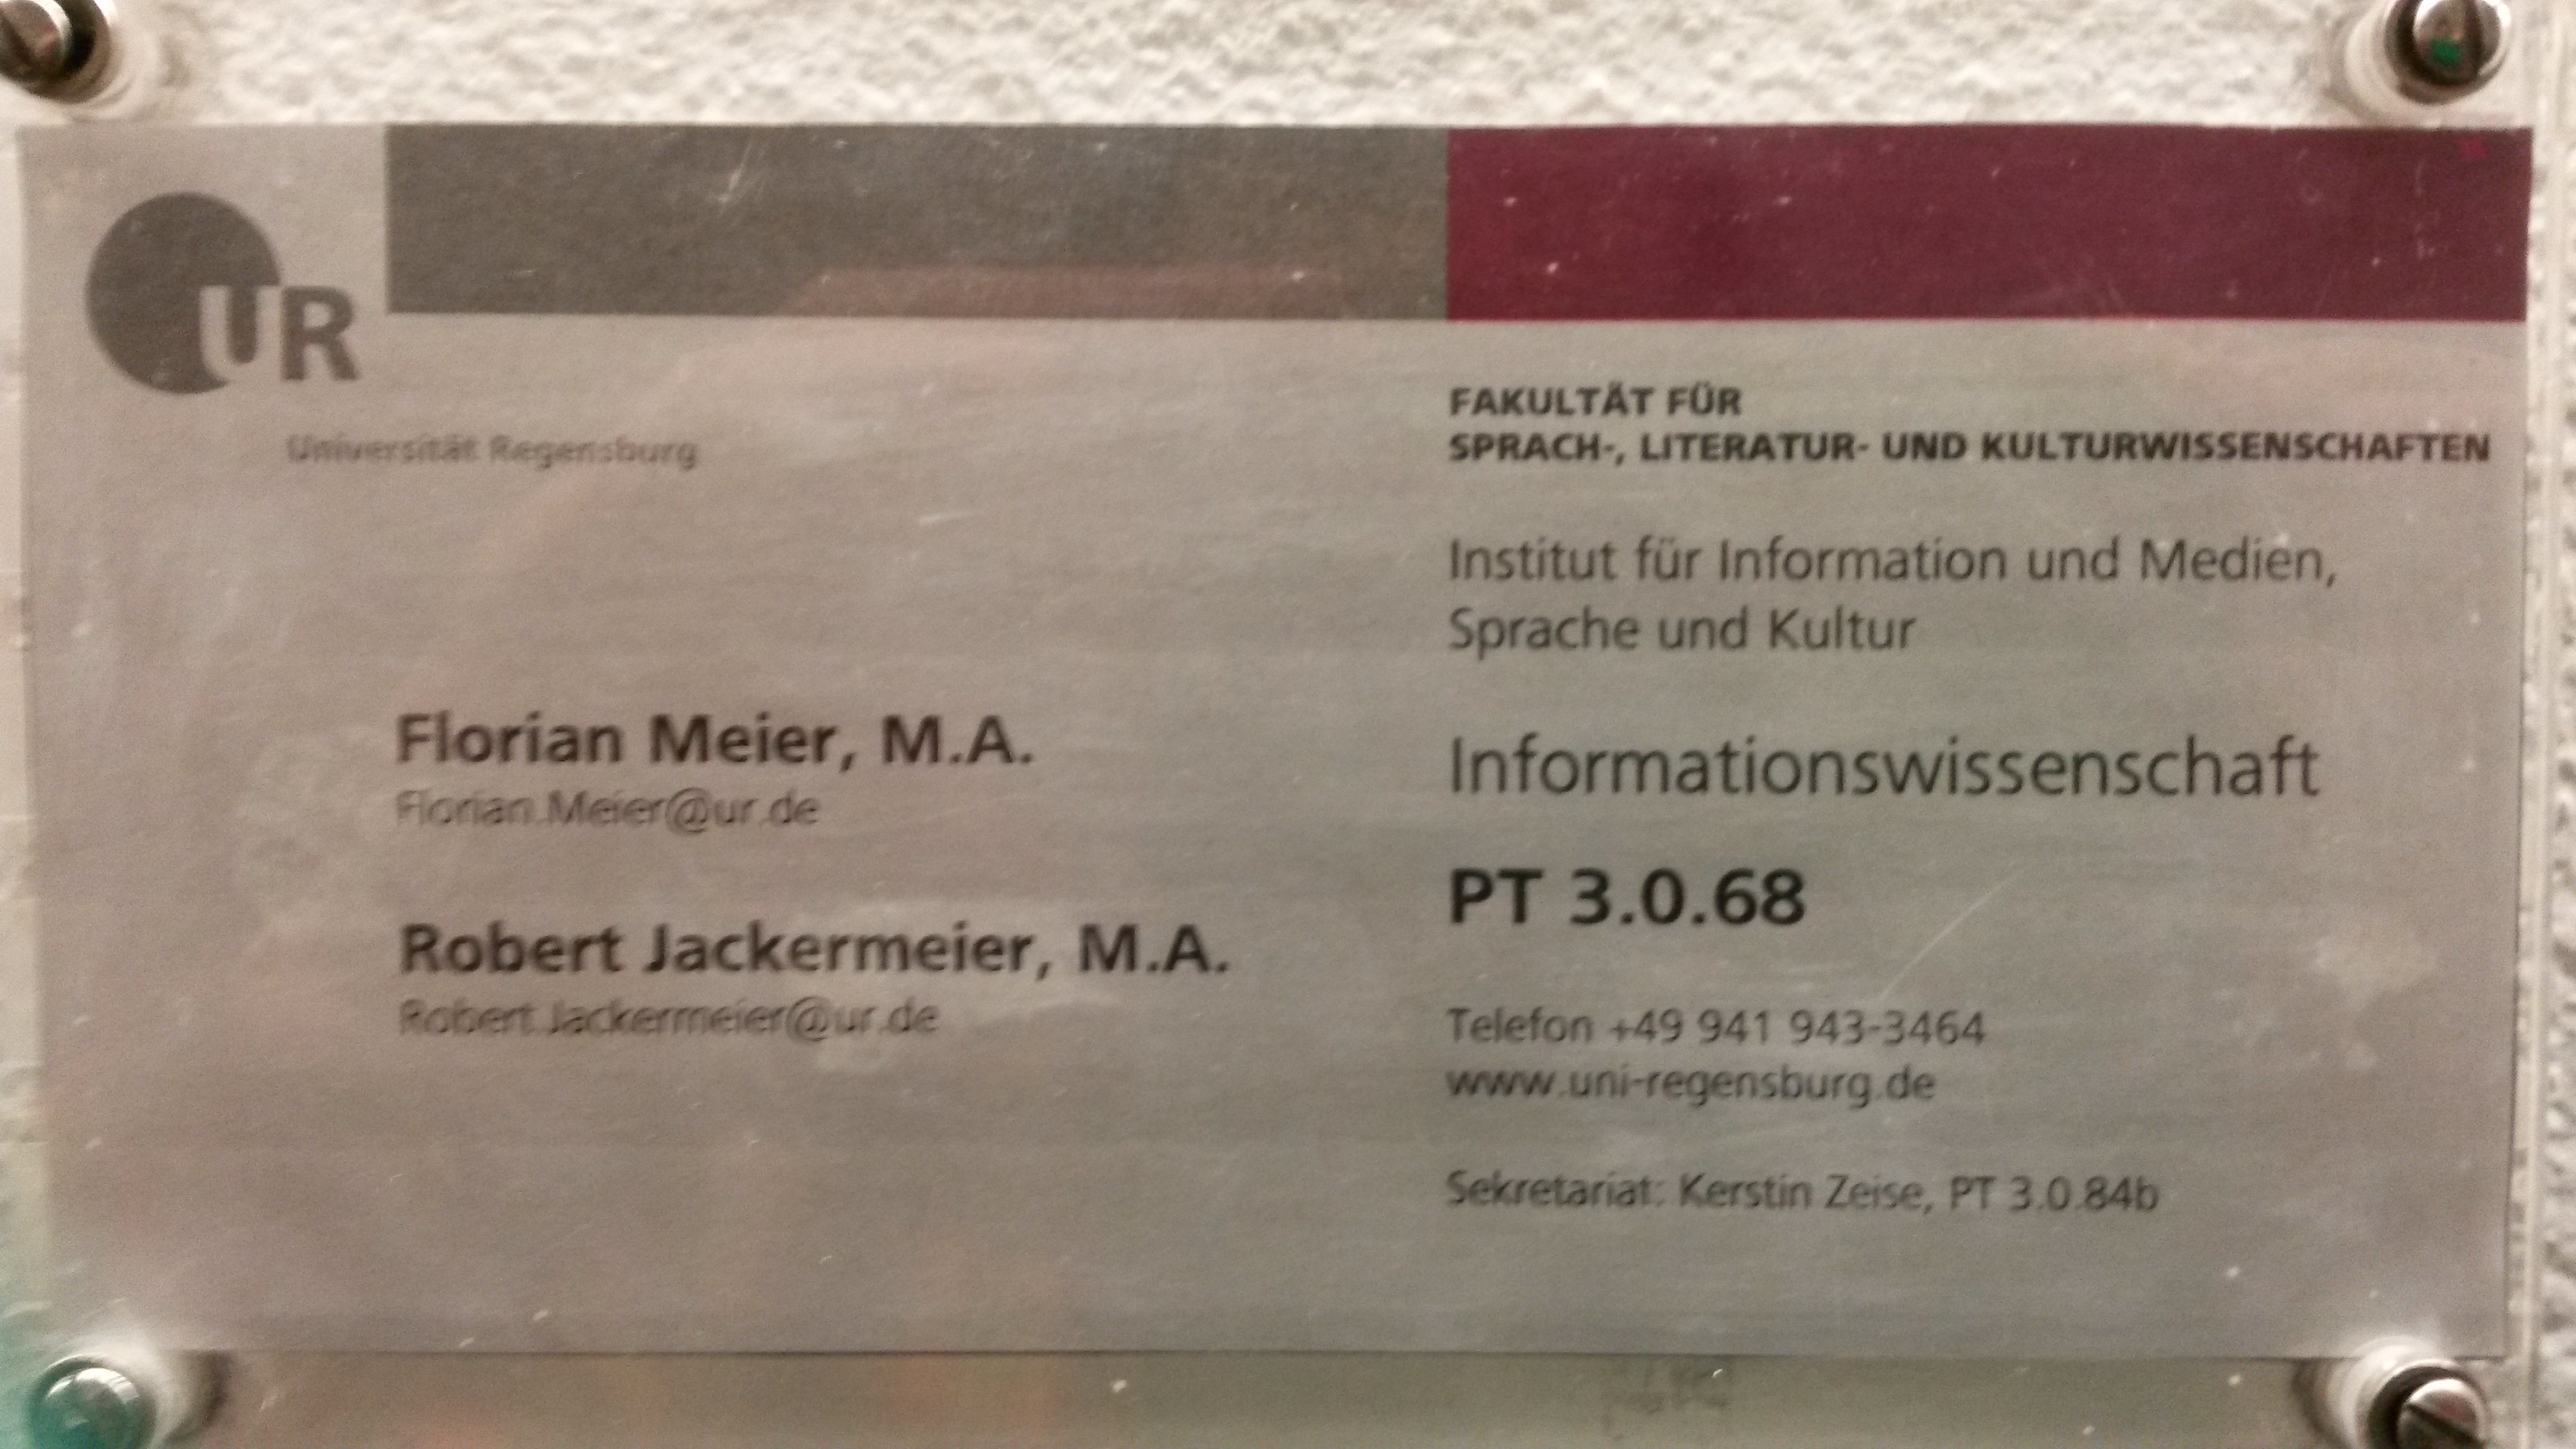 UR
Universität Regensburg
Florian Meier, M.A.
Florian.Meier@ur.de
Robert Jackermeier, M.A.
Robert.Jackermeier@ur.de
FAKULTÄT FÜR
SPRACH-, LITERATUR- UND KULTURWISSENSCHAFTEN
Institut für Information und Medien,
Sprache und Kultur
Informationswissenschaft
PT 3.0.68
Telefon +49 941 943-3464
www.uni-regensburg.de
Sekretariat: Kerstin Zeise, PT 3.0.84b